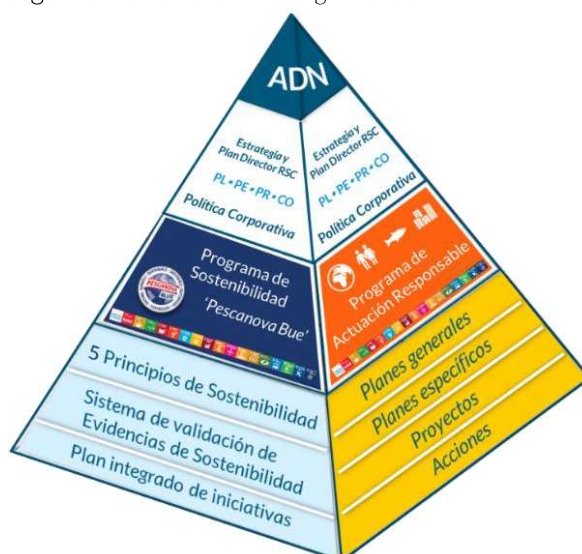 ADN
Estrategia y
Plan Director RSC
PL • PE • PR • CO
Política Corporativa
Estrategia y
Plan Director RSC
PL • PE • PR • CO
Política Corporativa
Programa de
Sostenibilidad
'Pescanova Bue'
PESCANOVA
Programa de
Actuación Responsable
5 Principios de Sostenibilidad
Sistema de validación de
Evidencias de Sostenibilidad
Plan integrado de iniciativas
Planes generales
Planes específicos
Proyectos
Acciones